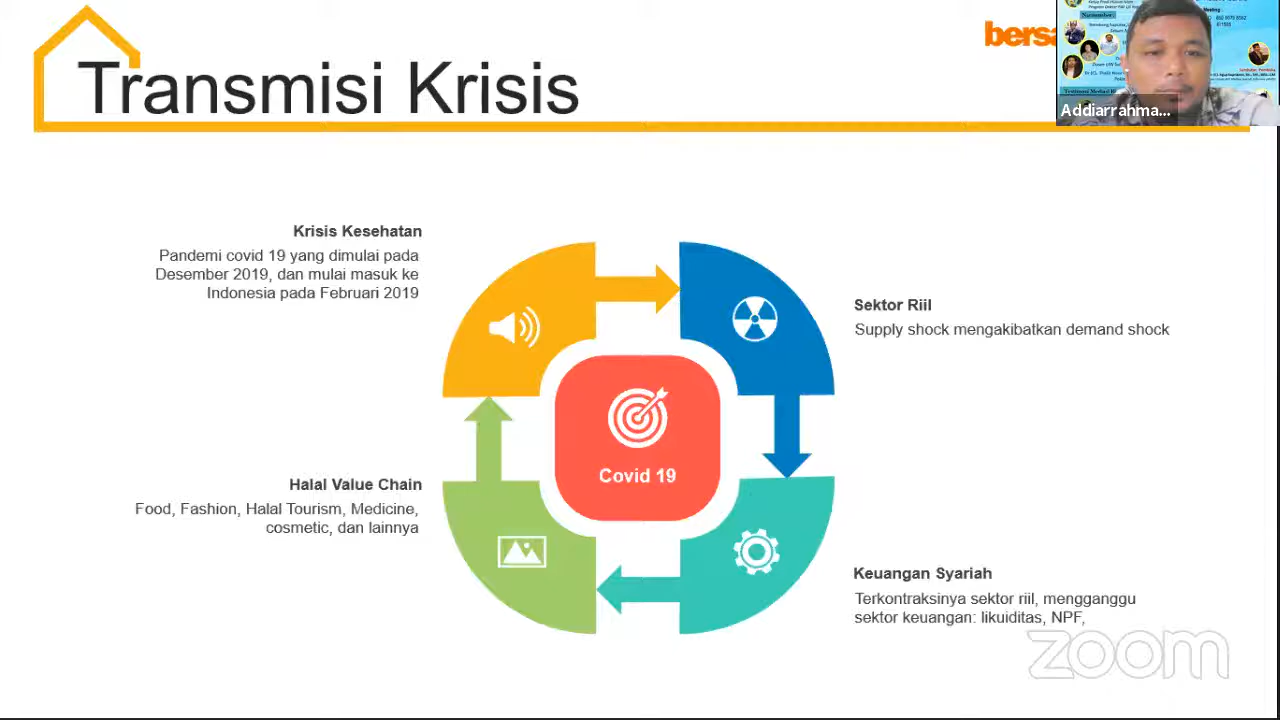 Transmisi Krisis
bersa
Addiarrahma...
Krisis Kesehatan
Pandemi covid 19 yang dimulai pada
Desember 2019, dan mulai masuk ke
Indonesia pada Februari 2019
Sektor Riil
Supply shock mengakibatkan demand shock
Covid 19
Halal Value Chain
Food, Fashion, Halal Tourism, Medicine,
cosmetic, dan lainnya
Keuangan Syariah
Terkontraksinya sektor riil, mengganggu
sektor keuangan: likuiditas, NPF,
zoom